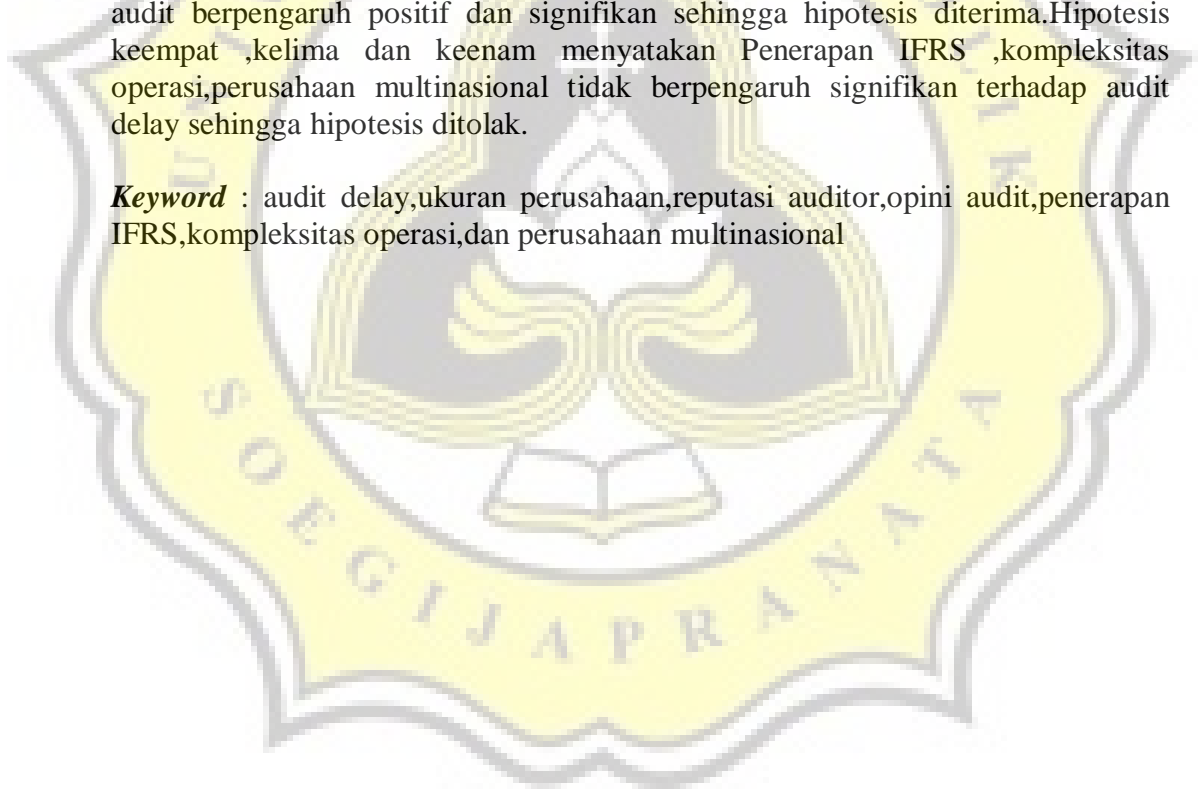 audit berpengaruh positif dan signifikan sehingga hipotesis diterima.Hipotesis
keempat ,kelima dan keenam menyatakan Penerapan IFRS ,kompleksitas
operasi,perusahaan multinasional tidak berpengaruh signifikan terhadap audit
delay sehingga hipotesis ditolak.
Keyword : audit delay,ukuran perusahaan,reputasi auditor,opini audit,penerapan
IFRS,kompleksitas operasi,dan perusahaan multinasional
SOEGIJAPRANATA